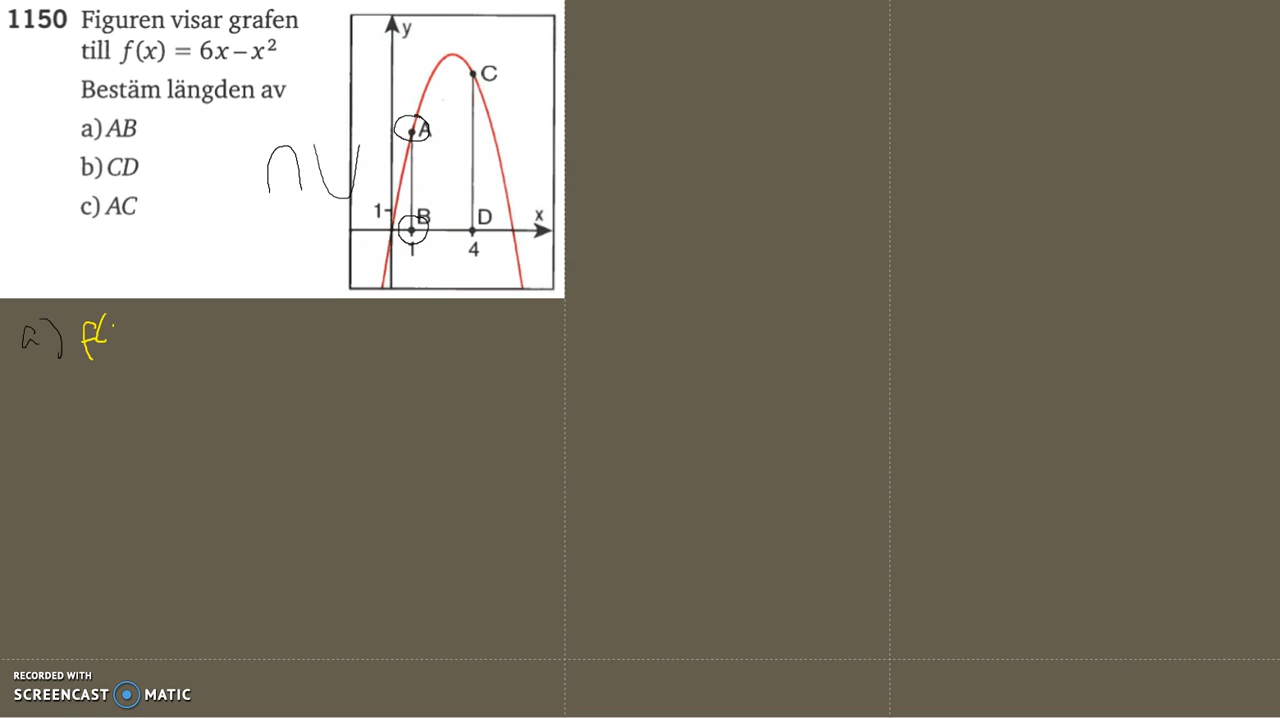 1150 Figuren visar grafen
till f(x) = 6x – x²
Bestäm längden av
a) AB
b) CD
c) AC
y
C
A
1
B
D
x
1
4
a) f(
RECORDED WITH
SCREENCAST MATIC